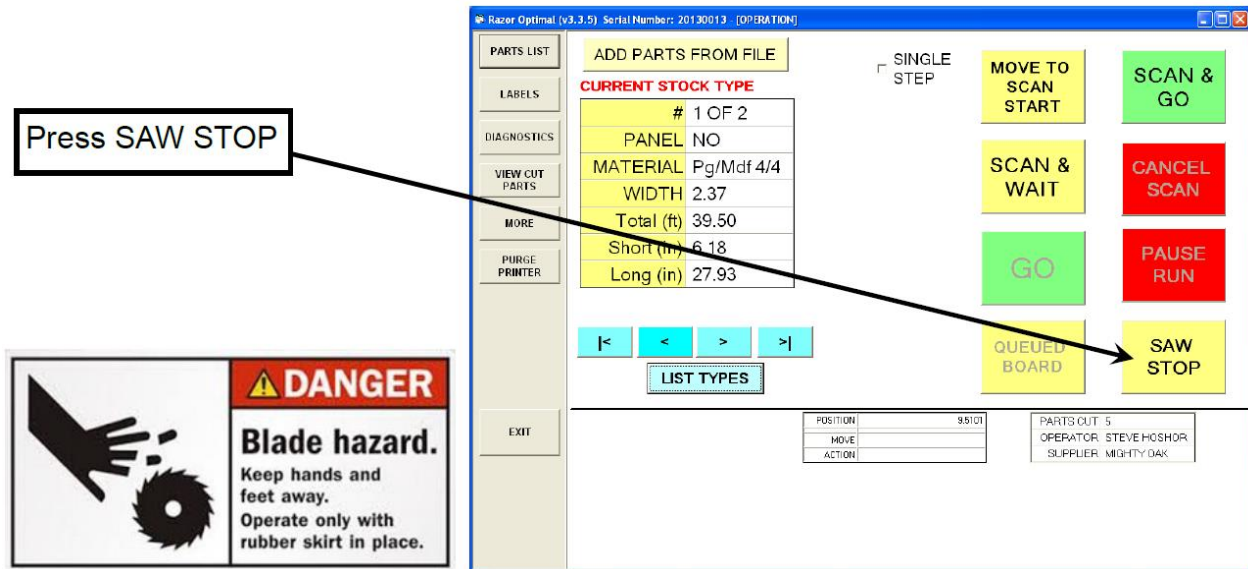 Razor Optimal (v3.3.5) Serial Number: 20130013 - [OPERATION]
PARTS LIST
LABELS
DIAGNOSTICS
VIEW CUT
PARTS
MORE
PURGE
PRINTER
EXIT
ADD PARTS FROM FILE
CURRENT STOCK TYPE
# 1 OF 2
PANEL NO
MATERIAL Pg/Mdf 4/4
WIDTH 2.37
Total (ft) 39.50
Short (in) 6.18
Long (in) 27.93
|< < > >|
LIST TYPES
SINGLE
STEP
MOVE TO
SCAN
START
SCAN &
GO
SCAN &
WAIT
CANCEL
SCAN
GO
PAUSE
RUN
QUEUED
BOARD
SAW
STOP
POSITION 9.5101
MOVE
ACTION
PARTS CUT 5
OPERATOR STEVE HOSHOR
SUPPLIER MIGHTY OAK
Press SAW STOP
DANGER
Blade hazard.
Keep hands and
feet away.
Operate only with
rubber skirt in place.